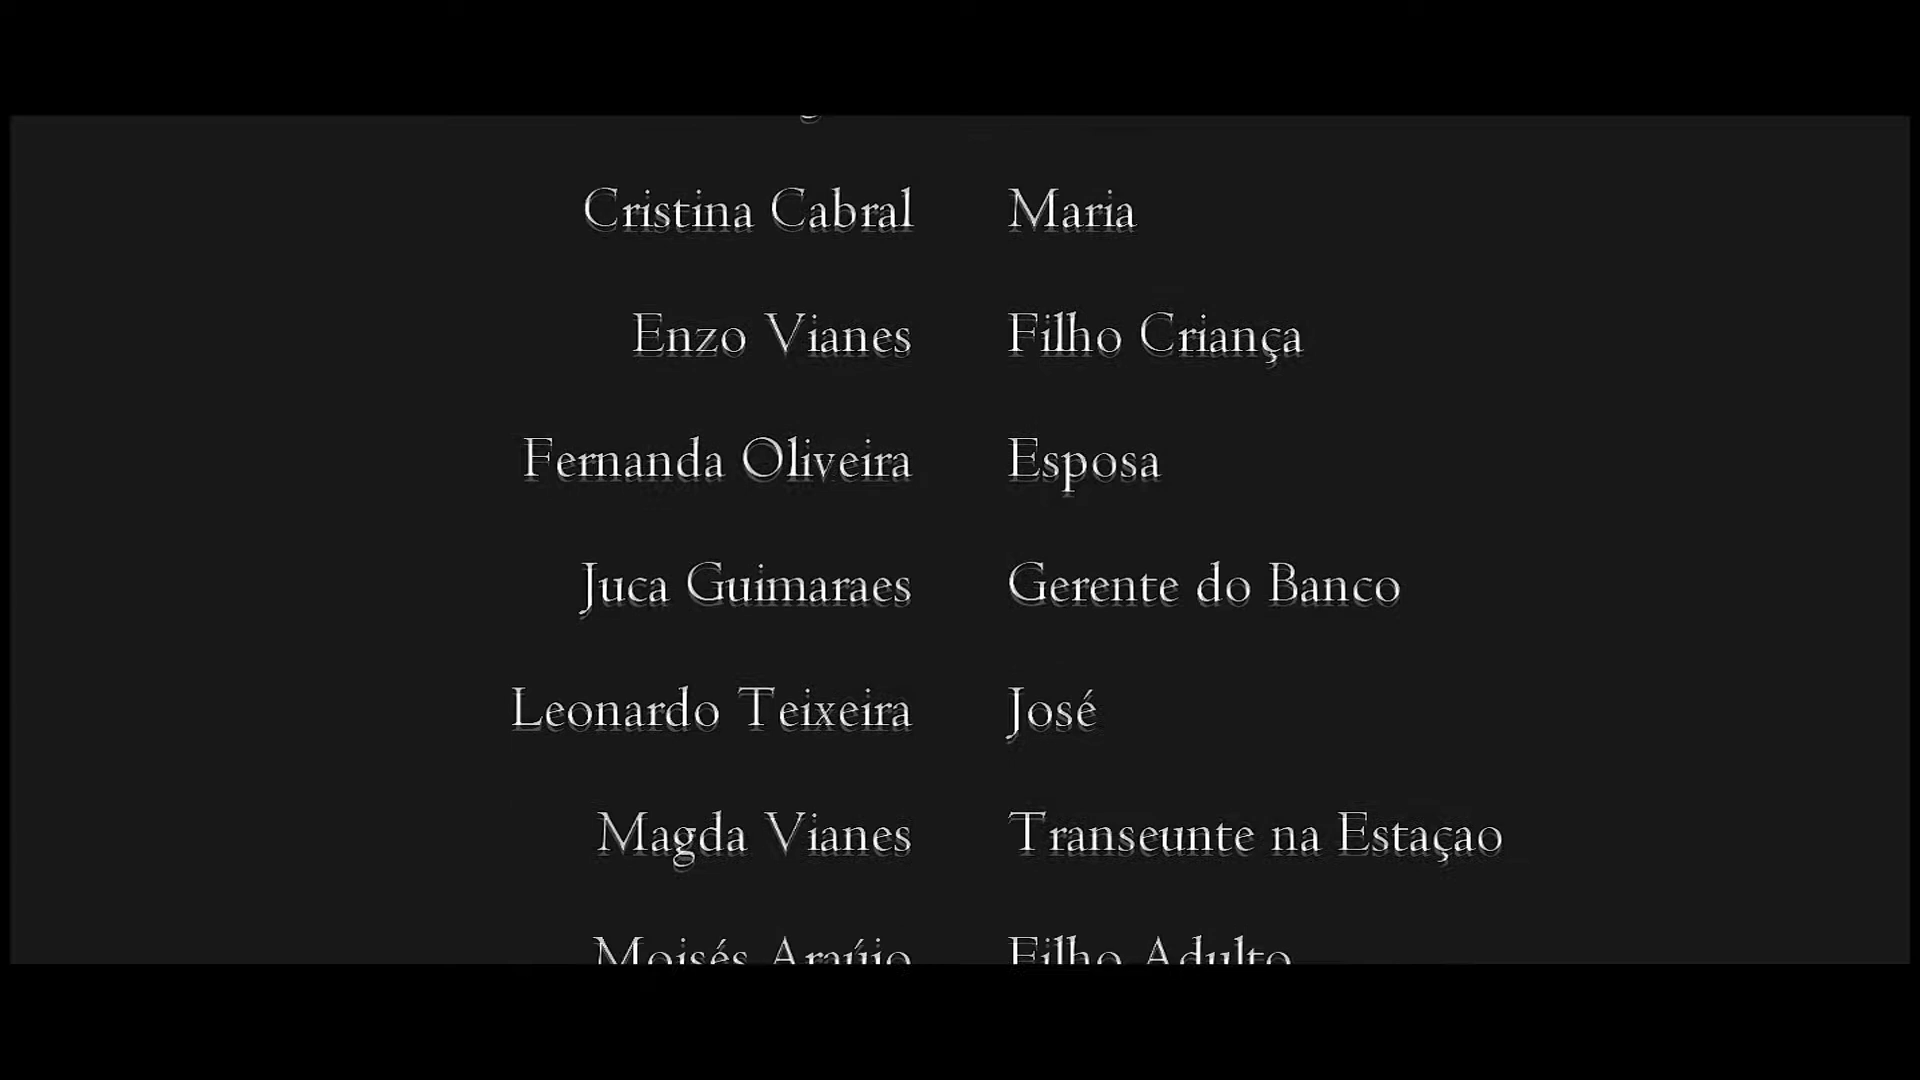 Cristina Cabral Maria
Enzo Vianes Filho Criança
Fernanda Oliveira Esposa
Juca Guimaraes Gerente do Banco
Leonardo Teixeira José
Magda Vianes Transeunte na Estaçao
Moisés Araújo Filho Adulto